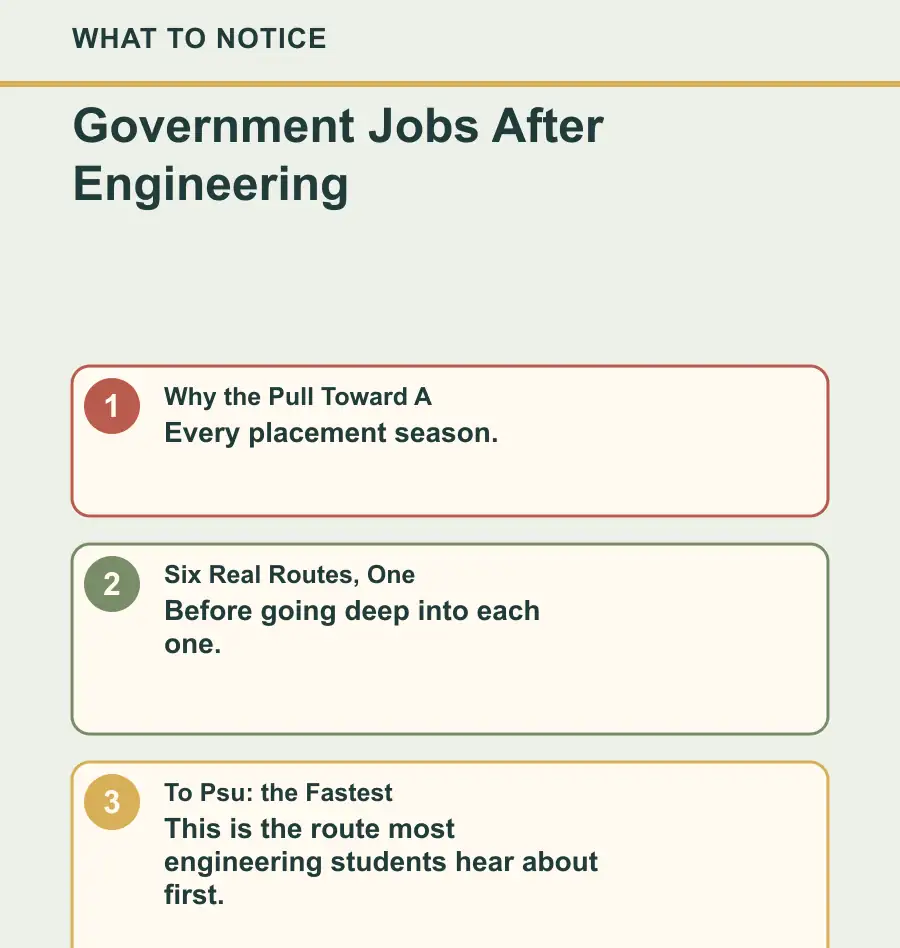 WHAT TO NOTICE
Government Jobs After
Engineering
1
Why the Pull Toward A
Every placement season.
2
Six Real Routes, One
Before going deep into each
one.
3
To Psu: the Fastest
This is the route most
engineering students hear about
first.